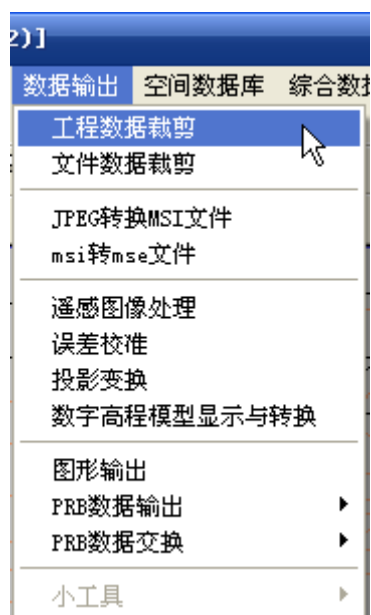 2)]
数据输出 空间数据库 综合数据
工程数据裁剪
文件数据裁剪
JPEG转换MSI文件
msi转mse文件
遥感图像处理
误差校准
投影变换
数字高程模型显示与转换
图形输出
PRB数据输出
PRB数据交换
小工具